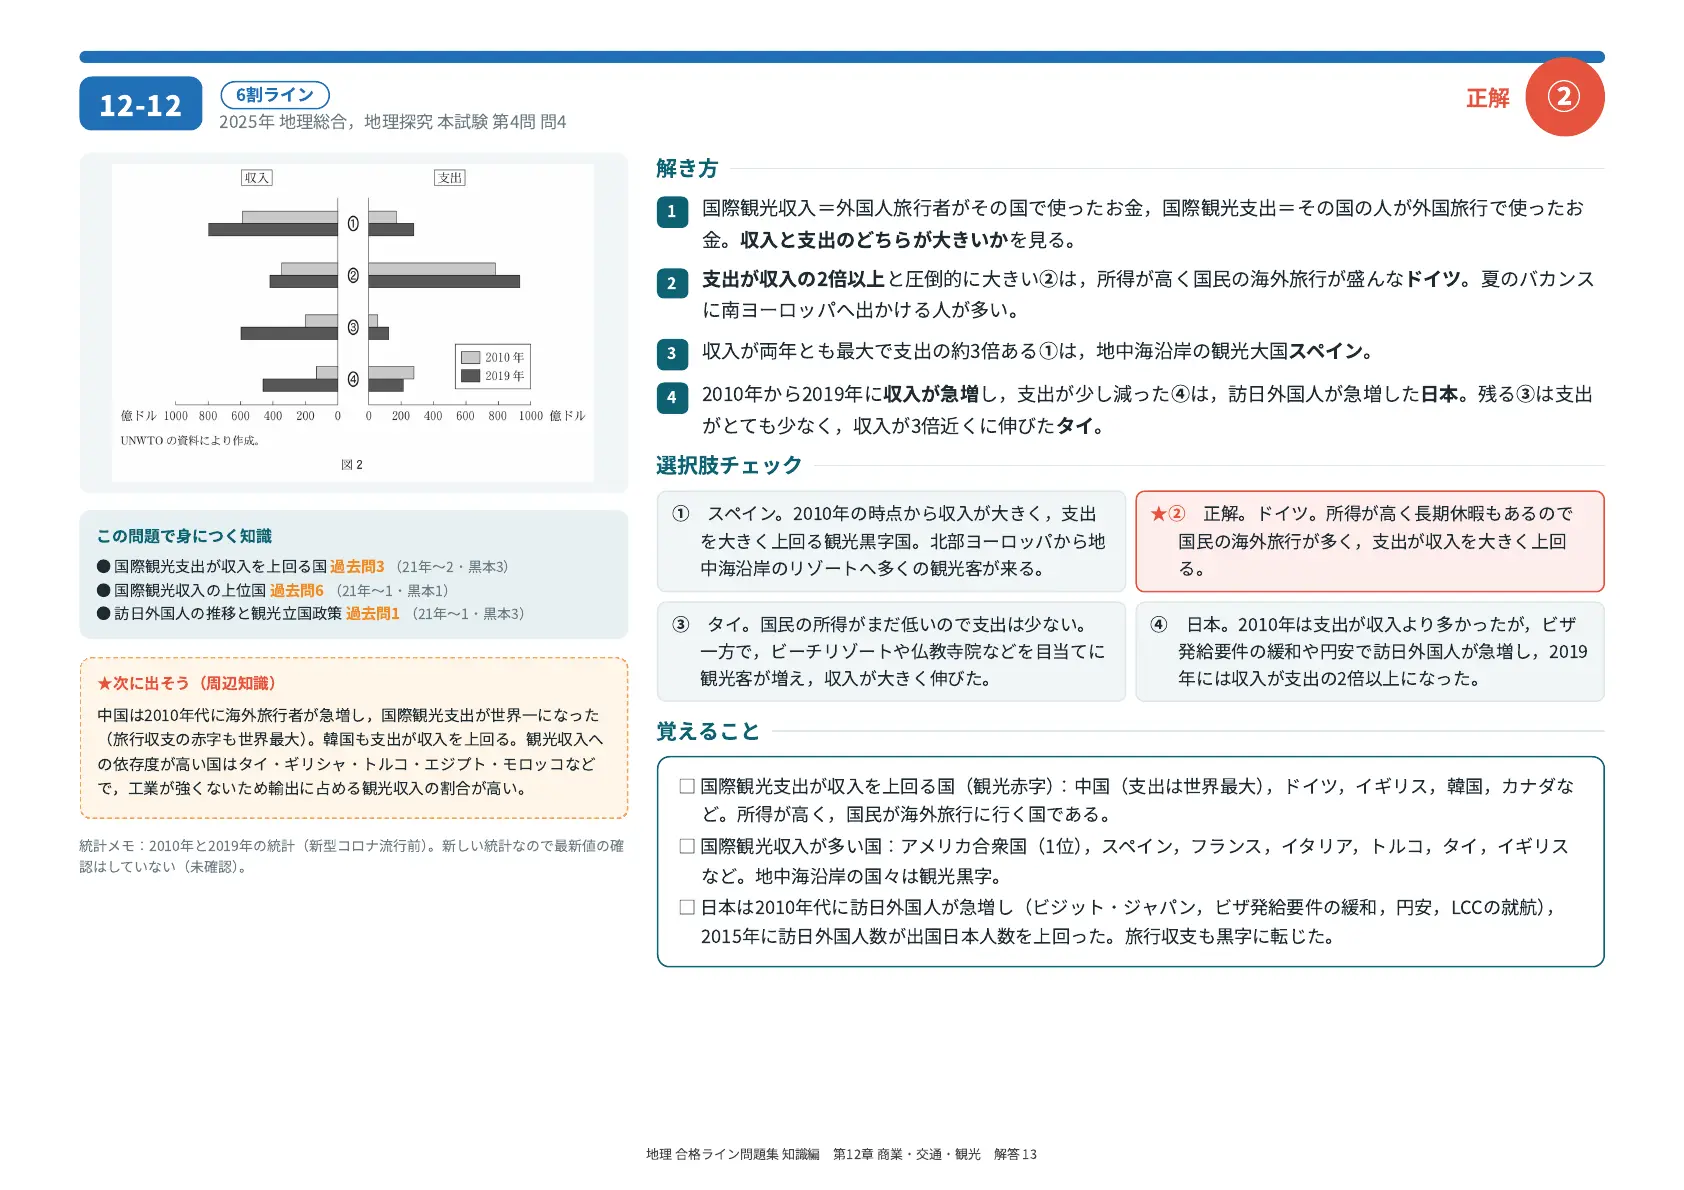 12-12
6割ライン
2025年 地理総合，地理探究 本試験 第4問 問4
正解 ②
収入 支出
①
②
③
④
2010 年
2019 年
億ドル 1000 800 600 400 200 0 0 200 400 600 800 1000 億ドル
UNWTO の資料により作成。
図 2
この問題で身につく知識
●国際観光支出が収入を上回る国 過去問3 （21年〜2・黒本3）
●国際観光収入の上位国 過去問6 （21年〜1・黒本1）
●訪日外国人の推移と観光立国政策 過去問1 （21年〜1・黒本3）
★次に出そう（周辺知識）
中国は2010年代に海外旅行者が急増し，国際観光支出が世界一になった
（旅行収支の赤字も世界最大）。韓国も支出が収入を上回る。観光収入へ
の依存度が高い国はタイ・ギリシャ・トルコ・エジプト・モロッコなど
で，工業が強くないため輸出に占める観光収入の割合が高い。
統計メモ：2010年と2019年の統計（新型コロナ流行前）。新しい統計なので最新値の確
認はしていない（未確認）。
解き方
1 国際観光収入＝外国人旅行者がその国で使ったお金，国際観光支出＝その国の人が外国旅行で使ったお
金。収入と支出のどちらが大きいかを見る。
2 支出が収入の2倍以上と圧倒的に大きい②は，所得が高く国民の海外旅行が盛んなドイツ。夏のバカンス
に南ヨーロッパへ出かける人が多い。
3 収入が両年とも最大で支出の約3倍ある①は，地中海沿岸の観光大国スペイン。
4 2010年から2019年に収入が急増し，支出が少し減った④は，訪日外国人が急増した日本。残る③は支出
がとても少なく，収入が3倍近くに伸びたタイ。
選択肢チェック
① スペイン。2010年の時点から収入が大きく，支出
を大きく上回る観光黒字国。北部ヨーロッパから地
中海沿岸のリゾートへ多くの観光客が来る。
★② 正解。ドイツ。所得が高く長期休暇もあるので
国民の海外旅行が多く，支出が収入を大きく上回
る。
③ タイ。国民の所得がまだ低いので支出は少ない。
一方で，ビーチリゾートや仏教寺院などを目当てに
観光客が増え，収入が大きく伸びた。
④ 日本。2010年は支出が収入より多かったが，ビザ
発給要件の緩和や円安で訪日外国人が急増し，2019
年には収入が支出の2倍以上になった。
覚えること
□ 国際観光支出が収入を上回る国（観光赤字）：中国（支出は世界最大），ドイツ，イギリス，韓国，カナダな
ど。所得が高く，国民が海外旅行に行く国である。
□ 国際観光収入が多い国：アメリカ合衆国（1位），スペイン，フランス，イタリア，トルコ，タイ，イギリス
など。地中海沿岸の国々は観光黒字。
□ 日本は2010年代に訪日外国人が急増し（ビジット・ジャパン，ビザ発給要件の緩和，円安，LCCの就航），
2015年に訪日外国人数が出国日本人数を上回った。旅行収支も黒字に転じた。
地理 合格ライン問題集 知識編 第12章 商業・交通・観光 解答 13